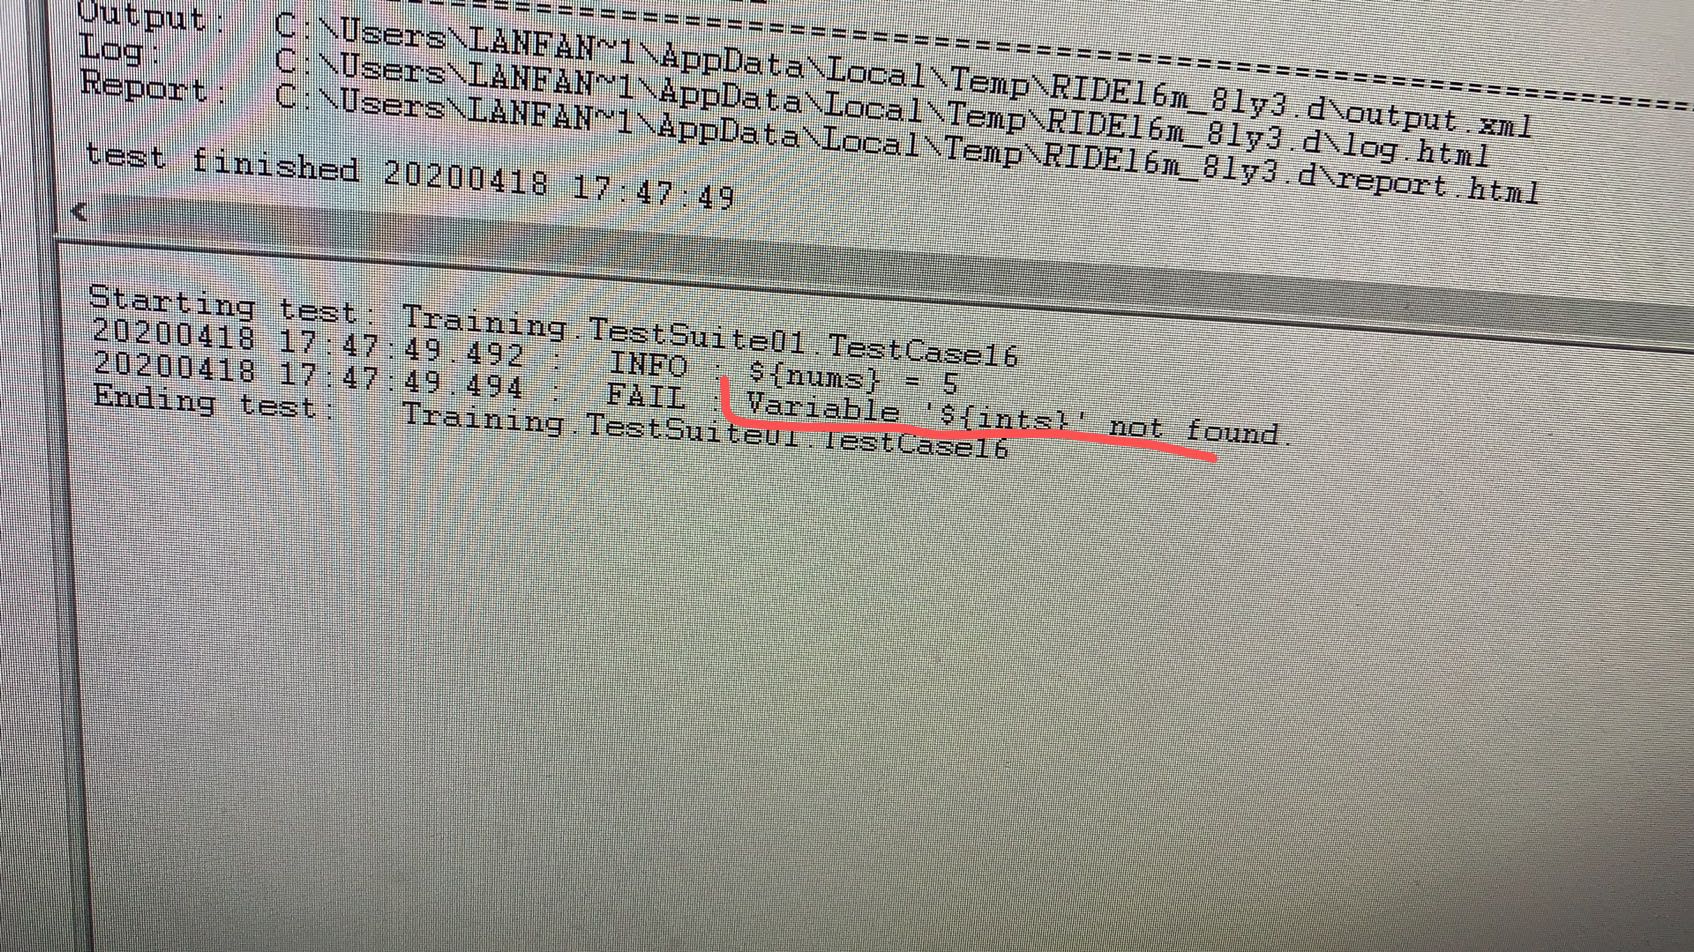 Output:  C:\Users\LANFAN~1\AppData\Local\Temp\RIDE16m_8ly3.d\output.xml
Log:     C:\Users\LANFAN~1\AppData\Local\Temp\RIDE16m_8ly3.d\log.html
Report:  C:\Users\LANFAN~1\AppData\Local\Temp\RIDE16m_8ly3.d\report.html
test finished 20200418 17:47:49
Starting test: Training.TestSuite01.TestCase16
20200418 17:47:49.492 :  INFO : ${nums} = 5
20200418 17:47:49.494 :  FAIL : Variable '${ints}' not found.
Ending test:   Training.TestSuite01.TestCase16